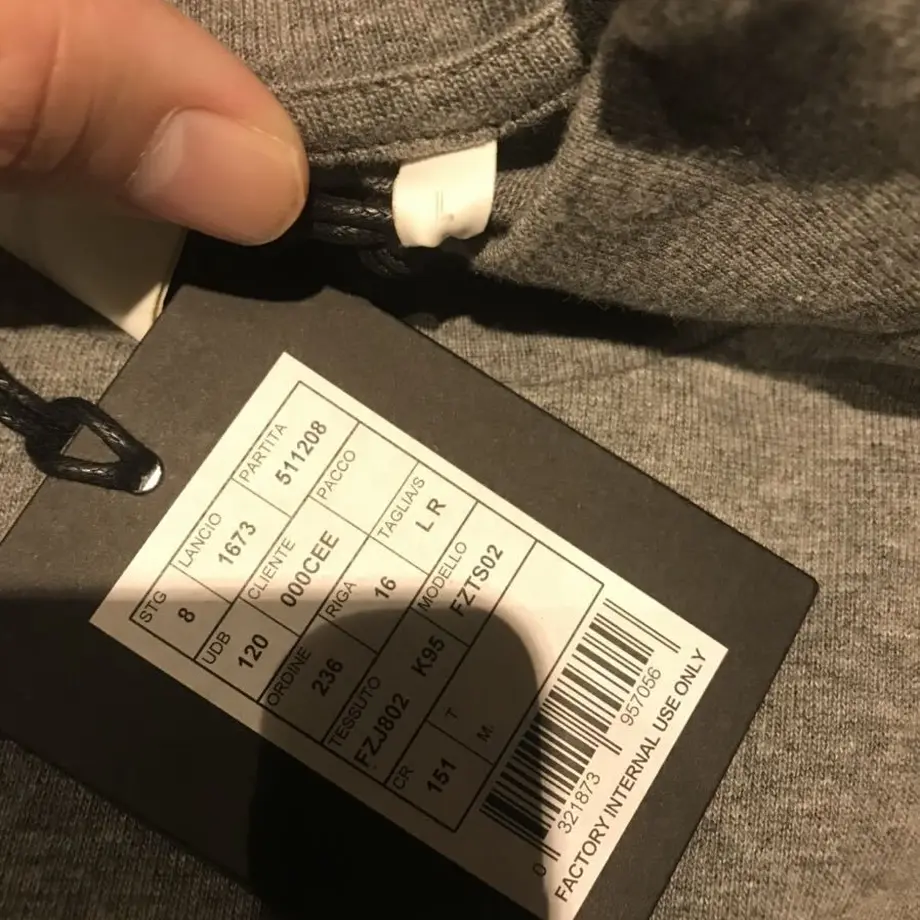 STG LANCIO PARTITA
8 1673 511208
UDB CLIENTE PACCO
120 000CEE
ORDINE RIGA TAGLIA/S
236 16 L R
TESSUTO MODELLO
FZJ802 K95 FZTS02
CR T
151 M.
0 321873 957056
FACTORY INTERNAL USE ONLY